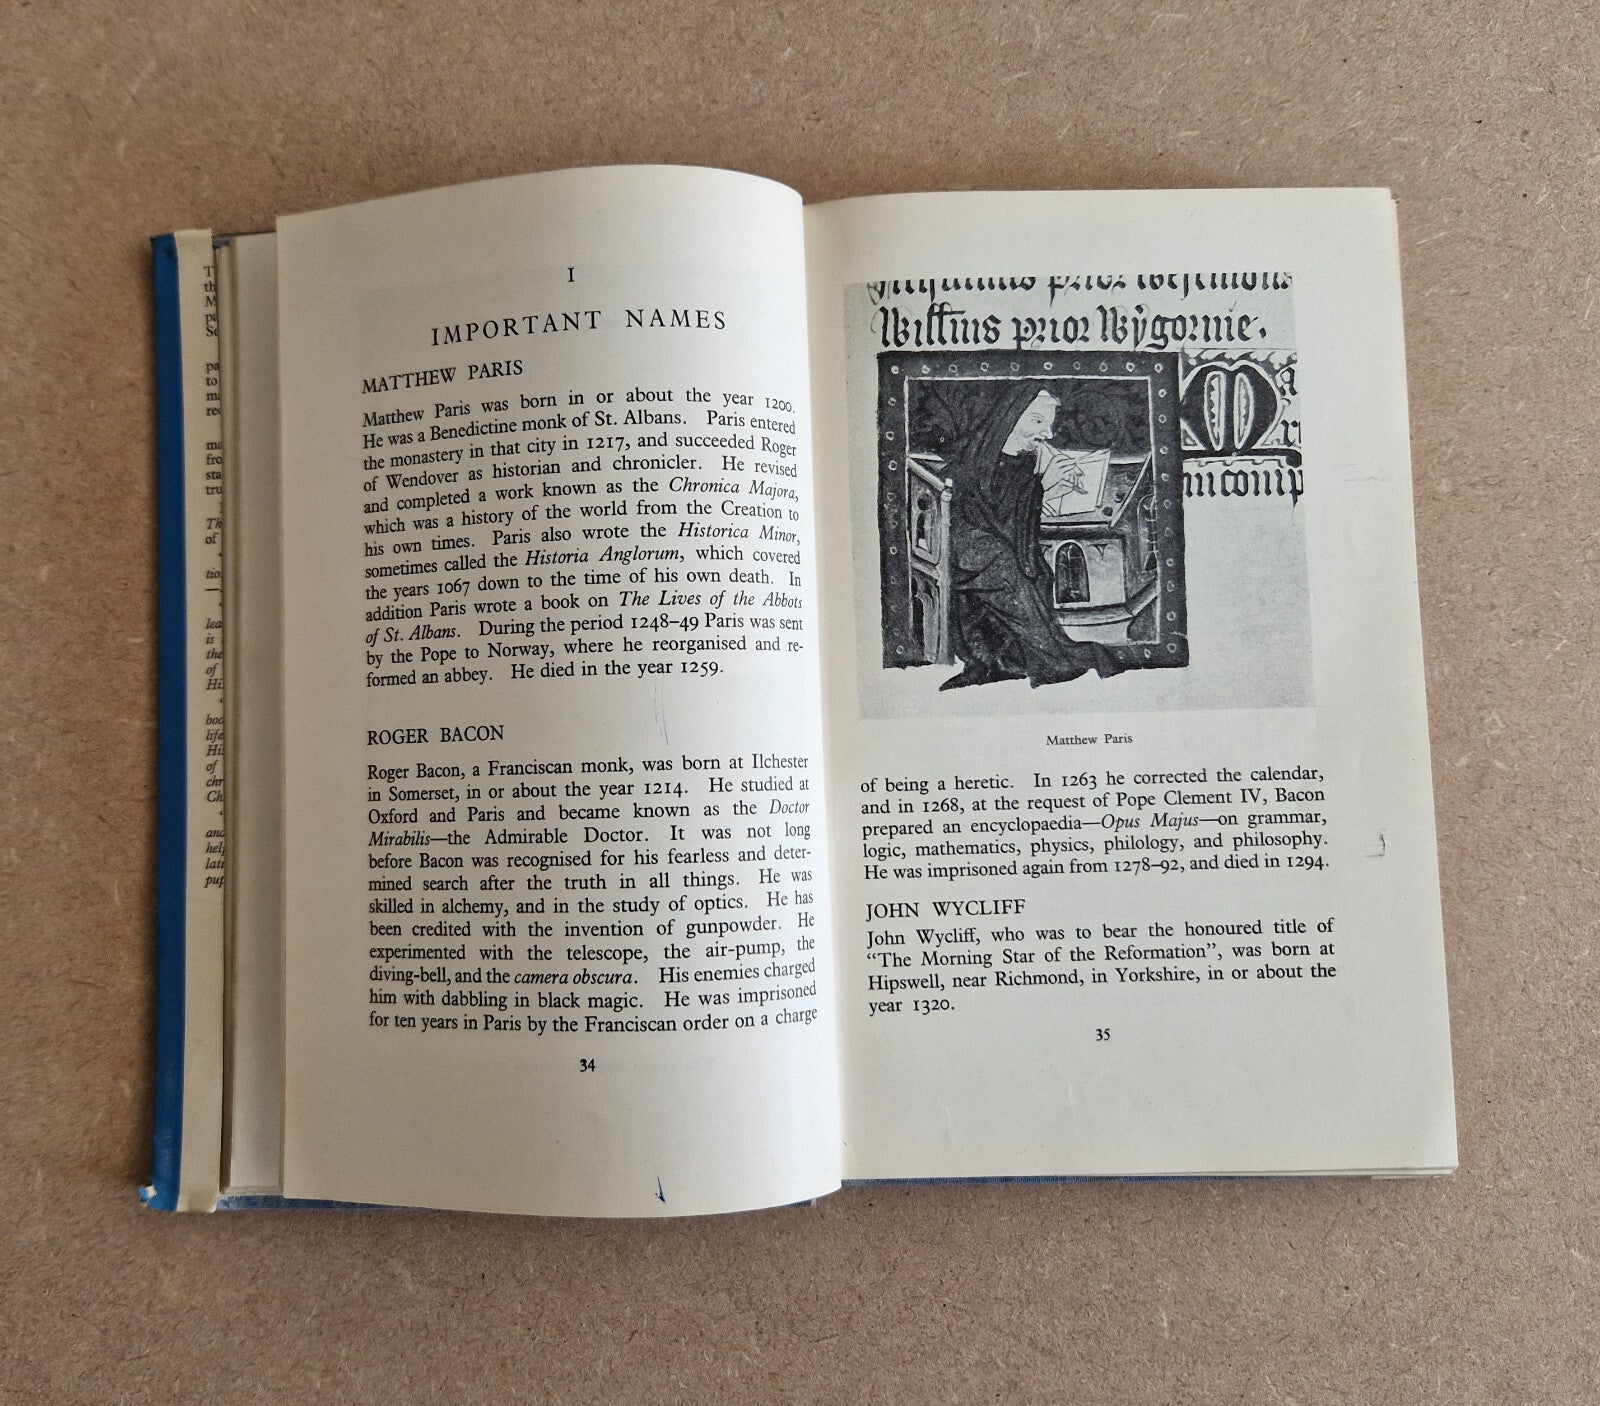 I
IMPORTANT NAMES
MATTHEW PARIS
Matthew Paris was born in or about the year 1200.
He was a Benedictine monk of St. Albans. Paris entered
the monastery in that city in 1217, and succeeded Roger
of Wendover as historian and chronicler. He revised
and completed a work known as the Chronica Majora,
which was a history of the world from the Creation to
his own times. Paris also wrote the Historica Minor,
sometimes called the Historia Anglorum, which covered
the years 1067 down to the time of his own death. In
addition Paris wrote a book on The Lives of the Abbots
of St. Albans. During the period 1248–49 Paris was sent
by the Pope to Norway, where he reorganised and re-
formed an abbey. He died in the year 1259.
ROGER BACON
Roger Bacon, a Franciscan monk, was born at Ilchester
in Somerset, in or about the year 1214. He studied at
Oxford and Paris and became known as the Doctor
Mirabilis—the Admirable Doctor. It was not long
before Bacon was recognised for his fearless and deter-
mined search after the truth in all things. He was
skilled in alchemy, and in the study of optics. He has
been credited with the invention of gunpowder. He
experimented with the telescope, the air-pump, the
diving-bell, and the camera obscura. His enemies charged
him with dabbling in black magic. He was imprisoned
for ten years in Paris by the Franciscan order on a charge
34
prior
prior Wygornie.
Matthew Paris
of being a heretic. In 1263 he corrected the calendar,
and in 1268, at the request of Pope Clement IV, Bacon
prepared an encyclopaedia—Opus Majus—on grammar,
logic, mathematics, physics, philology, and philosophy.
He was imprisoned again from 1278–92, and died in 1294.
JOHN WYCLIFF
John Wycliff, who was to bear the honoured title of
“The Morning Star of the Reformation”, was born at
Hipswell, near Richmond, in Yorkshire, in or about the
year 1320.
35